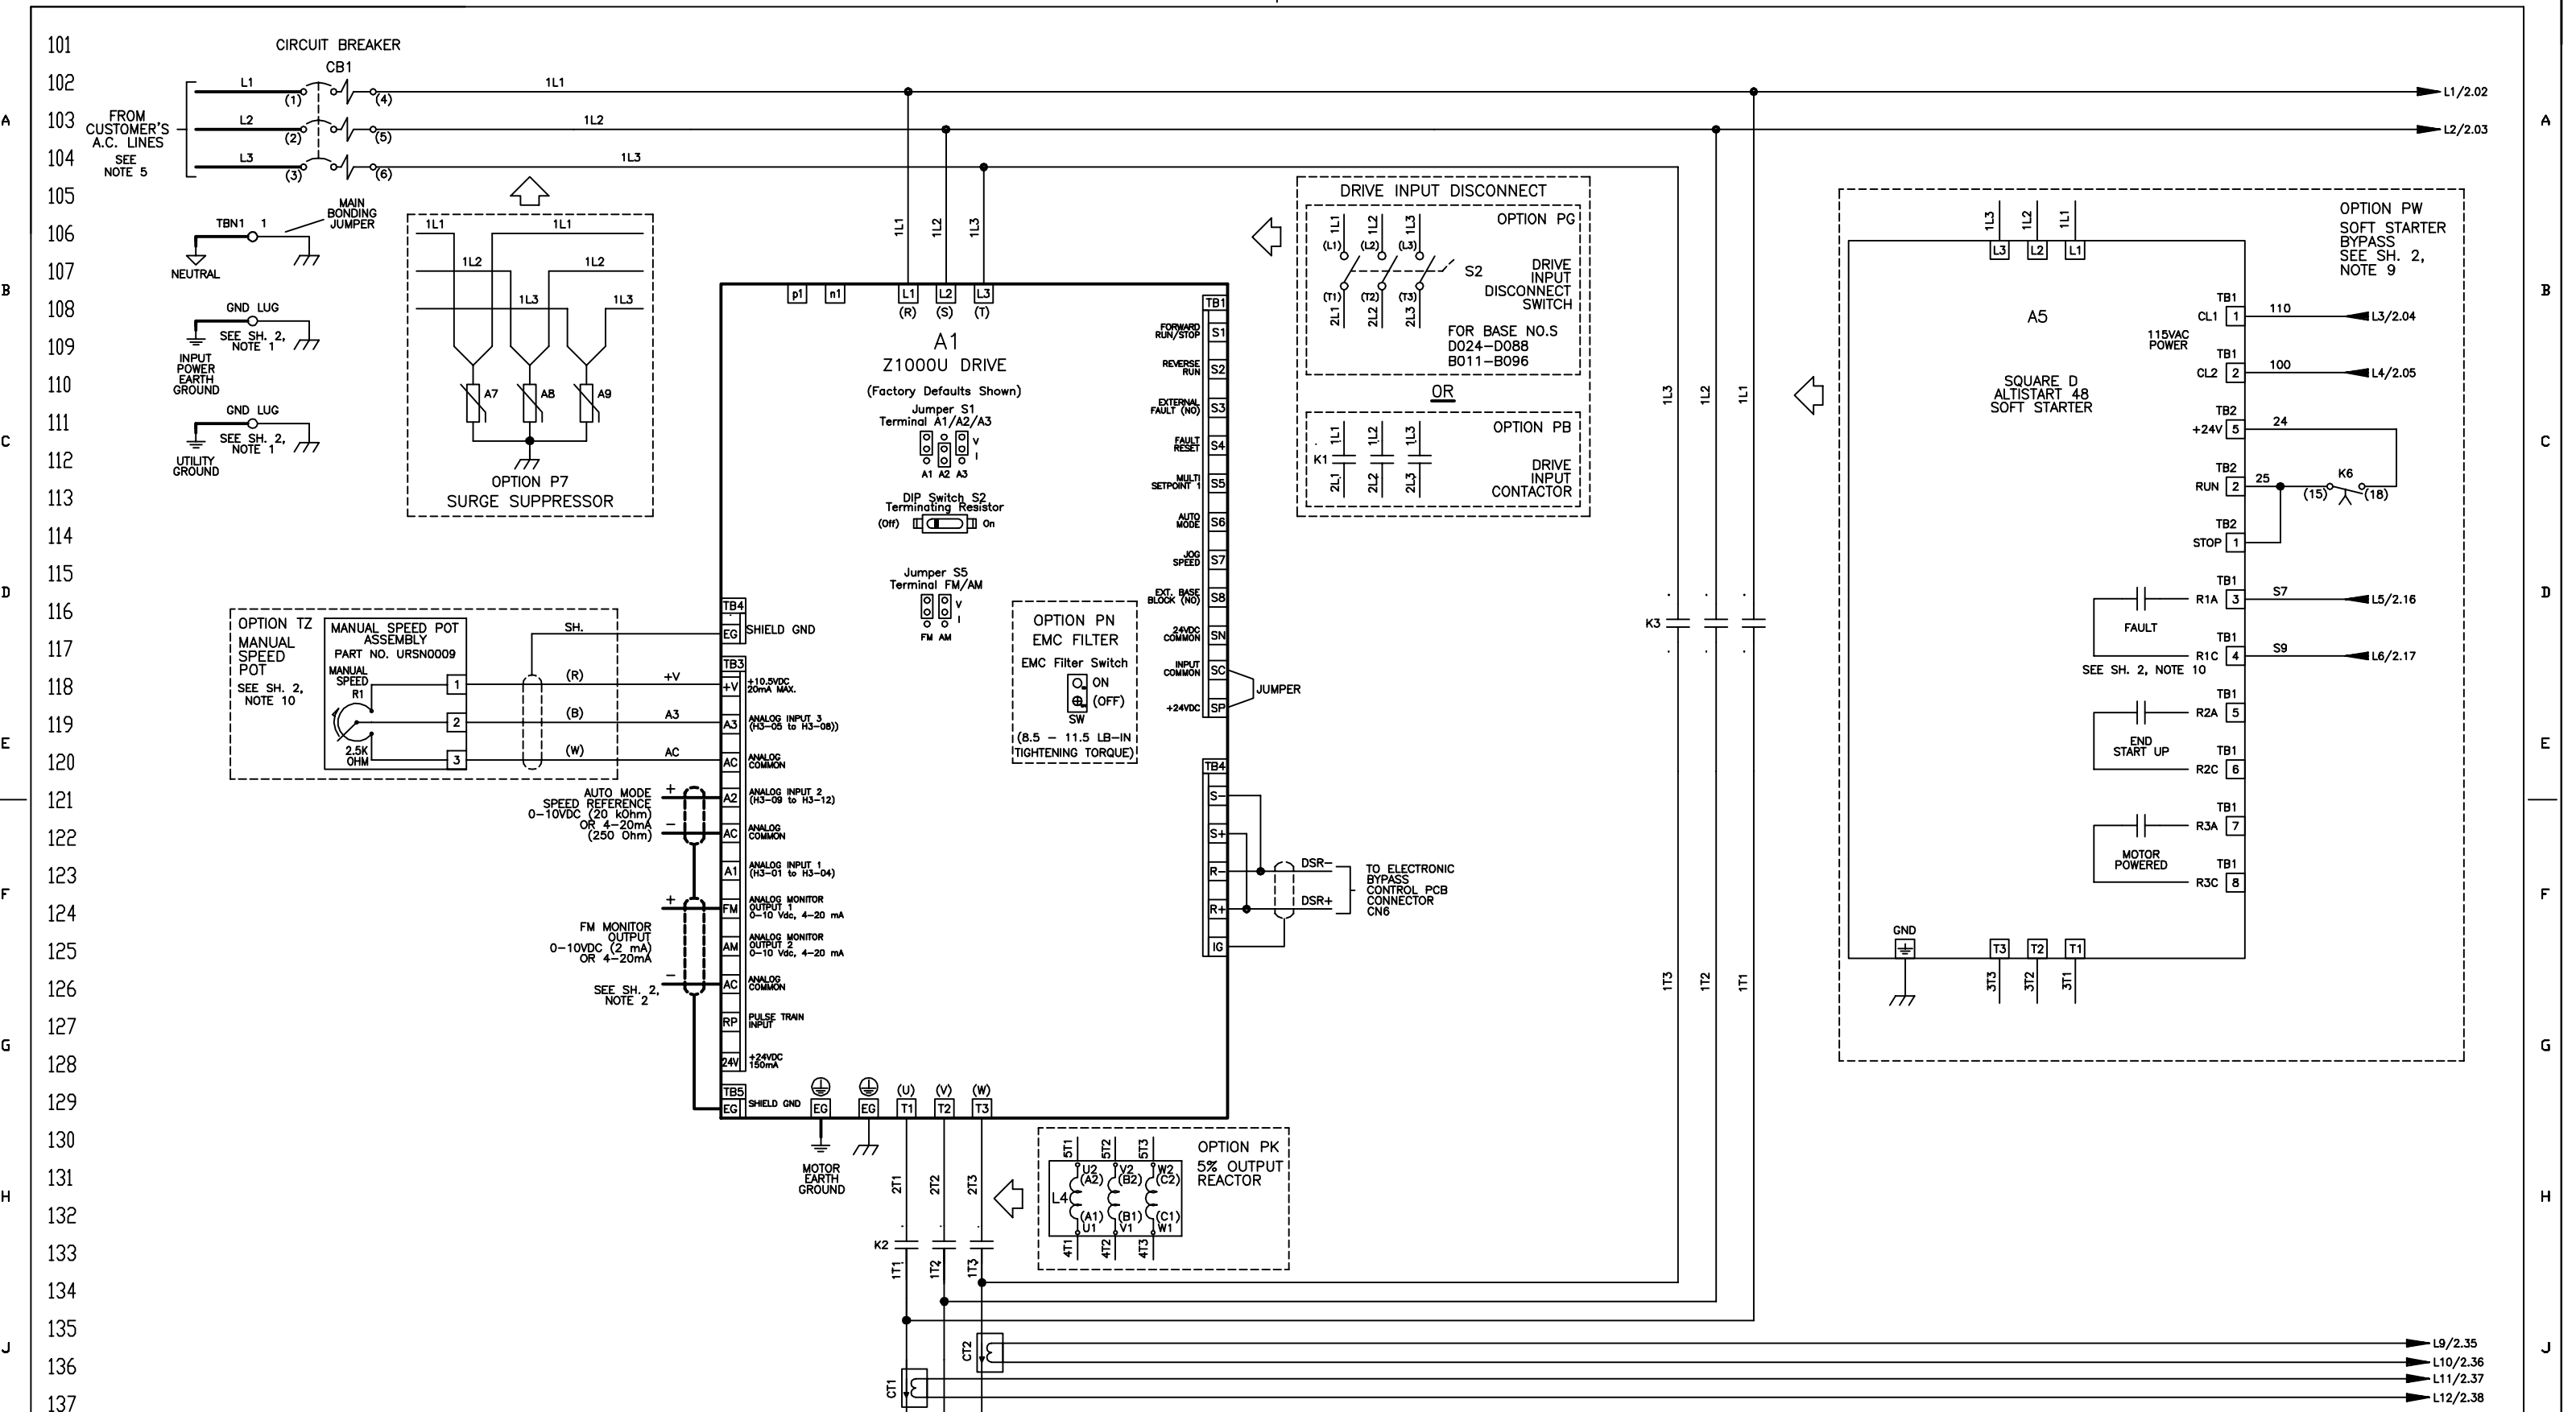 101
102
103
104
105
106
107
108
109
110
111
112
113
114
115
116
117
118
119
120
121
122
123
124
125
126
127
128
129
130
131
132
133
134
135
136
137
A
B
C
D
E
F
G
H
J
CIRCUIT BREAKER
CB1
L1
(1)
(4)
1L1
L2
(2)
(5)
1L2
L3
(3)
(6)
1L3
L1/2.02
L2/2.03
FROM
CUSTOMER'S
A.C. LINES
SEE
NOTE 5
TBN1 1
MAIN
BONDING
JUMPER
NEUTRAL
GND LUG
SEE SH. 2,
NOTE 1
INPUT
POWER
EARTH
GROUND
GND LUG
SEE SH. 2,
NOTE 1
UTILITY
GROUND
1L1
1L1
1L2
1L2
1L3
1L3
A7
A8
A9
OPTION P7
SURGE SUPPRESSOR
1L1
1L2
1L3
p1
n1
L1
L2
L3
(R)
(S)
(T)
A1
Z1000U DRIVE
(Factory Defaults Shown)
Jumper S1
Terminal A1/A2/A3
V
I
A1 A2 A3
DIP Switch S2
Terminating Resistor
(Off)
On
Jumper S5
Terminal FM/AM
V
I
FM AM
OPTION PN
EMC FILTER
EMC Filter Switch
ON
(OFF)
SW
(8.5 - 11.5 LB-IN
TIGHTENING TORQUE)
TB1
FORWARD
RUN/STOP
S1
REVERSE
RUN
S2
EXTERNAL
FAULT (NO)
S3
FAULT
RESET
S4
MULTI
SETPOINT 1
S5
AUTO
MODE
S6
JOG
SPEED
S7
EXT. BASE
BLOCK (NO)
S8
24VDC
COMMON
SN
INPUT
COMMON
SC
+24VDC
SP
JUMPER
TB4
S-
S+
R-
R+
IG
DSR-
DSR+
TO ELECTRONIC
BYPASS
CONTROL PCB
CONNECTOR
CN6
OPTION TZ
MANUAL
SPEED
POT
SEE SH. 2,
NOTE 10
MANUAL SPEED POT
ASSEMBLY
PART NO. URSN0009
MANUAL
SPEED
R1
2.5K
OHM
1
2
3
SH.
(R)
(B)
(W)
+V
A3
AC
TB4
EG
SHIELD GND
TB3
+V
+10.5VDC
20mA MAX.
A3
ANALOG INPUT 3
(H3-05 to H3-08))
AC
ANALOG
COMMON
A2
ANALOG INPUT 2
(H3-09 to H3-12)
AC
ANALOG
COMMON
A1
ANALOG INPUT 1
(H3-01 to H3-04)
FM
ANALOG MONITOR
OUTPUT 1
0-10 Vdc, 4-20 mA
AM
ANALOG MONITOR
OUTPUT 2
0-10 Vdc, 4-20 mA
AC
ANALOG
COMMON
RP
PULSE TRAIN
INPUT
24V
+24VDC
150mA
TB5
EG
SHIELD GND
AUTO MODE
SPEED REFERENCE
0-10VDC (20 kOhm)
OR 4-20mA
(250 Ohm)
+
-
FM MONITOR
OUTPUT
0-10VDC (2 mA)
OR 4-20mA
+
-
SEE SH. 2,
NOTE 2
EG
EG
T1
T2
T3
(U)
(V)
(W)
MOTOR
EARTH
GROUND
2T1
2T2
2T3
K2
1T1
1T2
1T3
OPTION PK
5% OUTPUT
REACTOR
5T1
5T2
5T3
U2
V2
W2
(A2)
(B2)
(C2)
L4
(A1)
(B1)
(C1)
U1
V1
W1
4T1
4T2
4T3
DRIVE INPUT DISCONNECT
OPTION PG
1L1
1L2
1L3
(L1)
(L2)
(L3)
S2
(T1)
(T2)
(T3)
2L1
2L2
2L3
DRIVE
INPUT
DISCONNECT
SWITCH
FOR BASE NO.S
D024-D088
B011-B096
OR
OPTION PB
1L1
1L2
1L3
K1
2L1
2L2
2L3
DRIVE
INPUT
CONTACTOR
1L3
1L2
1L1
K3
1T3
1T2
1T1
OPTION PW
SOFT STARTER
BYPASS
SEE SH. 2,
NOTE 9
1L3
1L2
1L1
L3
L2
L1
A5
SQUARE D
ALTISTART 48
SOFT STARTER
115VAC
POWER
TB1
CL1 1
110
L3/2.04
TB1
CL2 2
100
L4/2.05
TB2
+24V 5
24
TB2
RUN 2
25
K6
(15)
(18)
TB2
STOP 1
TB1
R1A 3
S7
L5/2.16
FAULT
TB1
R1C 4
S9
L6/2.17
SEE SH. 2, NOTE 10
TB1
R2A 5
END
START UP
TB1
R2C 6
TB1
R3A 7
MOTOR
POWERED
TB1
R3C 8
GND
T3
T2
T1
3T3
3T2
3T1
CT2
CT1
L9/2.35
L10/2.36
L11/2.37
L12/2.38
A
B
C
D
E
F
G
H
J